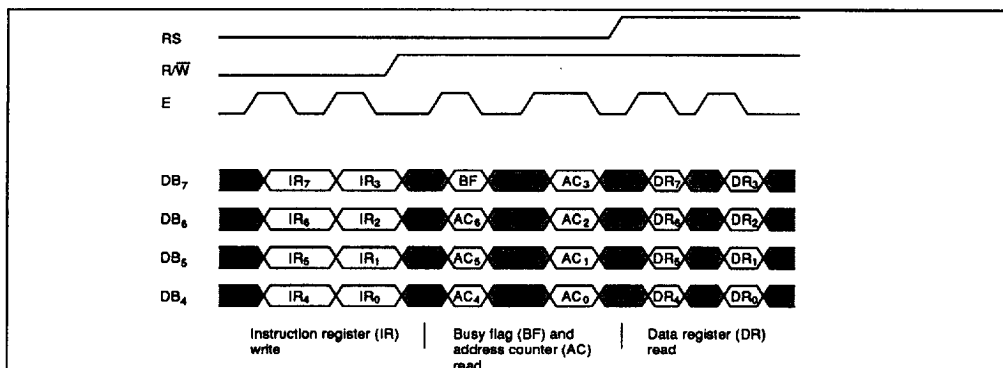 RS
R/W̅
E
DB₇ IR₇ IR₃ BF AC₃ DR₇ DR₃
DB₆ IR₆ IR₂ AC₆ AC₂ DR₆ DR₂
DB₅ IR₅ IR₁ AC₅ AC₁ DR₅ DR₁
DB₄ IR₄ IR₀ AC₄ AC₀ DR₄ DR₀
Instruction register (IR) Busy flag (BF) and Data register (DR)
write address counter (AC) read
read